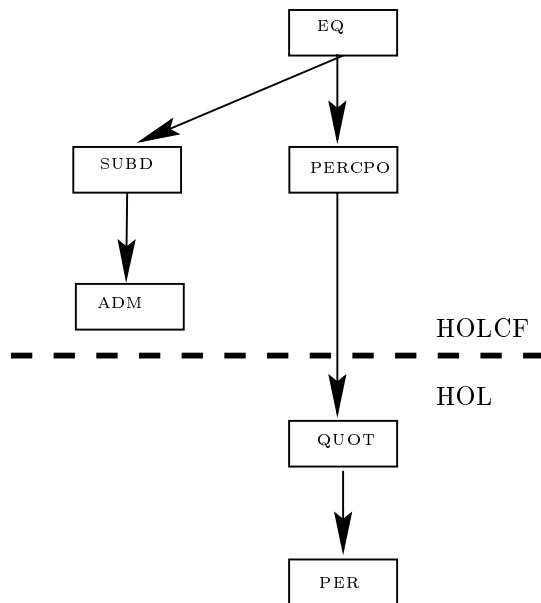 EQ
SUBD
PERCPO
ADM
HOLCF
HOL
QUOT
PER